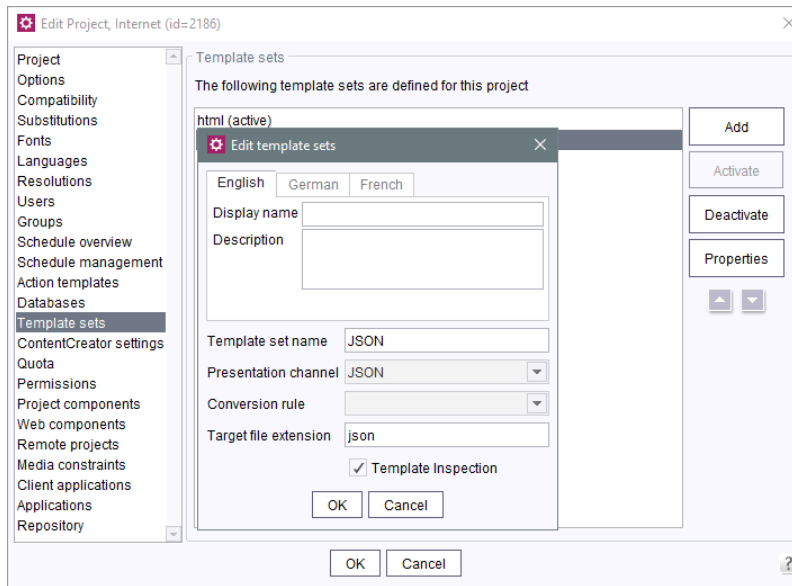 Edit Project, Internet (id=2186)
Project
Options
Compatibility
Substitutions
Fonts
Languages
Resolutions
Users
Groups
Schedule overview
Schedule management
Action templates
Databases
Template sets
ContentCreator settings
Quota
Permissions
Project components
Web components
Remote projects
Media constraints
Client applications
Applications
Repository
Template sets
The following template sets are defined for this project
html (active)
Add
Activate
Deactivate
Properties
Edit template sets
English German French
Display name
Description
Template set name JSON
Presentation channel JSON
Conversion rule
Target file extension json
Template Inspection
OK Cancel
OK Cancel
?